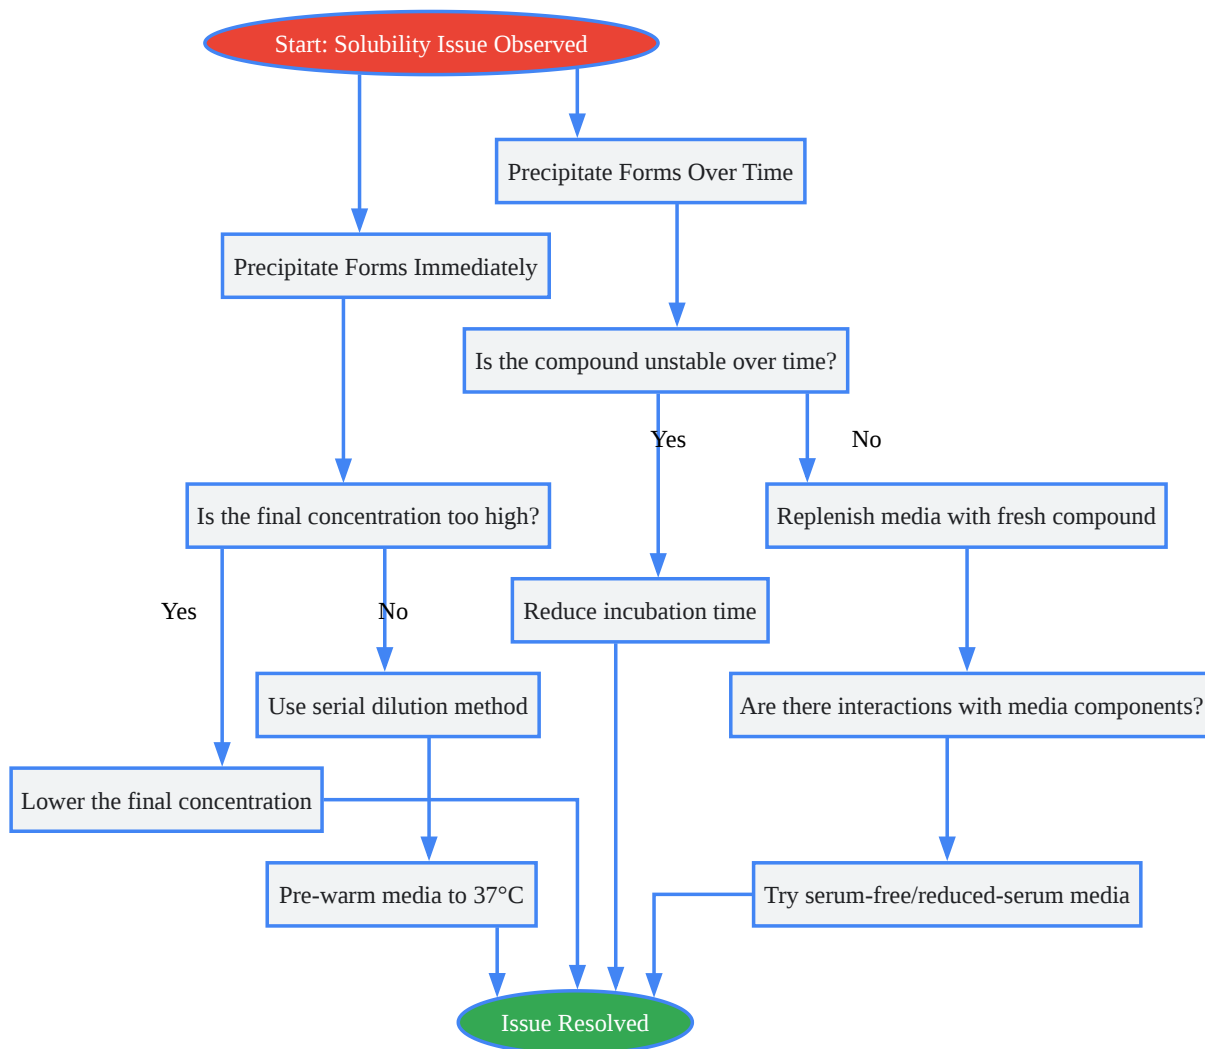 Start: Solubility Issue Observed
Precipitate Forms Over Time
Precipitate Forms Immediately
Is the compound unstable over time?
Yes
No
Is the final concentration too high?
Replenish media with fresh compound
Yes
No
Reduce incubation time
Use serial dilution method
Are there interactions with media components?
Lower the final concentration
Pre-warm media to 37°C
Try serum-free/reduced-serum media
Issue Resolved